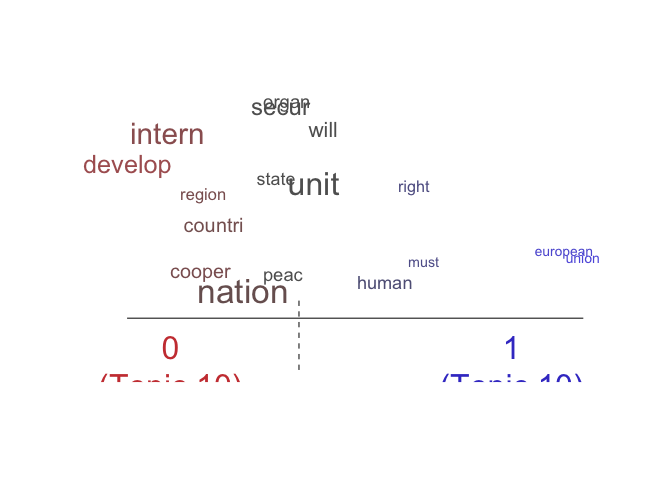 organ
secur
will
intern
develop
state
unit
right
region
countri
european
union
must
cooper
peac
human
nation
0
1
(Topic 10)
(Topic 10)